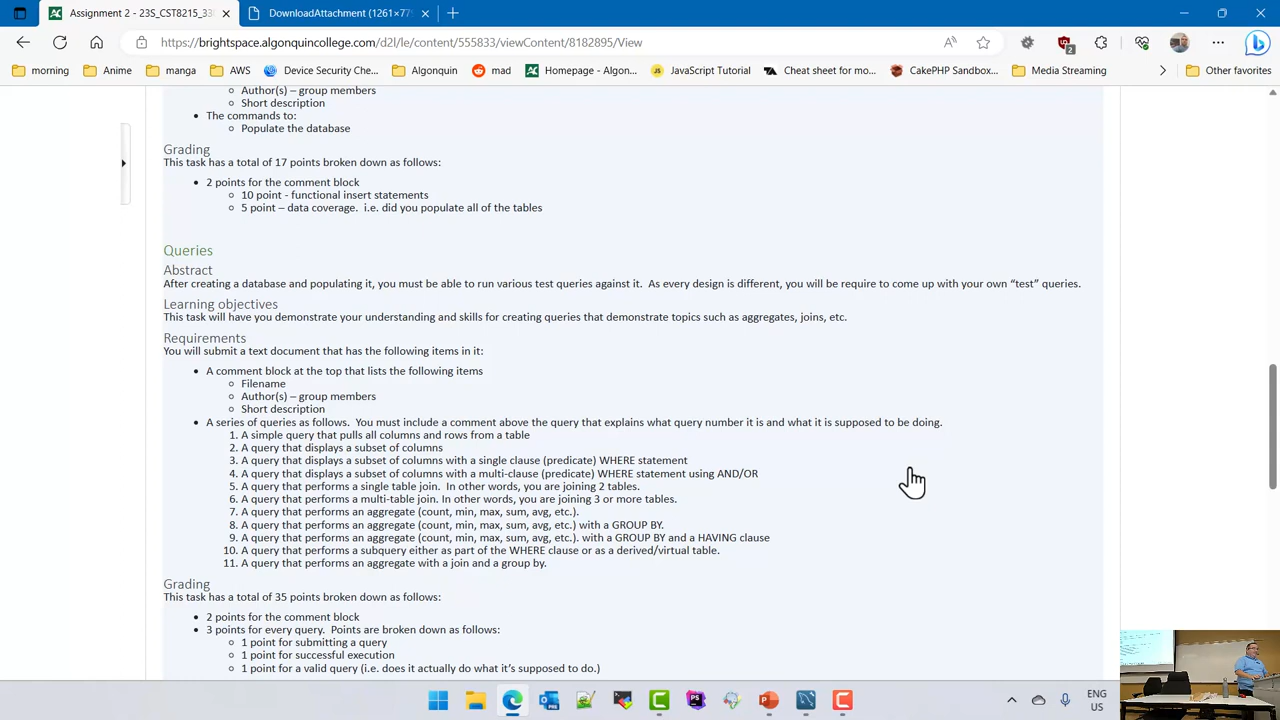 Assignment 2 - 23S_CST8215_33
DownloadAttachment (1261×77
https://brightspace.algonquincollege.com/d2l/le/content/555833/viewContent/8182895/View
morning
Anime
manga
AWS
Device Security Che...
Algonquin
mad
Homepage - Algon...
JavaScript Tutorial
Cheat sheet for mo...
CakePHP Sandbox...
Media Streaming
Other favorites
Author(s) – group members
Short description
The commands to:
Populate the database
Grading
This task has a total of 17 points broken down as follows:
2 points for the comment block
10 point - functional insert statements
5 point – data coverage.  i.e. did you populate all of the tables
Queries
Abstract
After creating a database and populating it, you must be able to run various test queries against it.  As every design is different, you will be require to come up with your own “test” queries.
Learning objectives
This task will have you demonstrate your understanding and skills for creating queries that demonstrate topics such as aggregates, joins, etc.
Requirements
You will submit a text document that has the following items in it:
A comment block at the top that lists the following items
Filename
Author(s) – group members
Short description
A series of queries as follows.  You must include a comment above the query that explains what query number it is and what it is supposed to be doing.
1. A simple query that pulls all columns and rows from a table
2. A query that displays a subset of columns
3. A query that displays a subset of columns with a single clause (predicate) WHERE statement
4. A query that displays a subset of columns with a multi-clause (predicate) WHERE statement using AND/OR
5. A query that performs a single table join.  In other words, you are joining 2 tables.
6. A query that performs a multi-table join. In other words, you are joining 3 or more tables.
7. A query that performs an aggregate (count, min, max, sum, avg, etc.).
8. A query that performs an aggregate (count, min, max, sum, avg, etc.) with a GROUP BY.
9. A query that performs an aggregate (count, min, max, sum, avg, etc.). with a GROUP BY and a HAVING clause
10. A query that performs a subquery either as part of the WHERE clause or as a derived/virtual table.
11. A query that performs an aggregate with a join and a group by.
Grading
This task has a total of 35 points broken down as follows:
2 points for the comment block
3 points for every query.  Points are broken down as follows:
1 point for submitting a query
1 point for successful execution
1 point for a valid query (i.e. does it actually do what it’s supposed to do.)
ENG
US